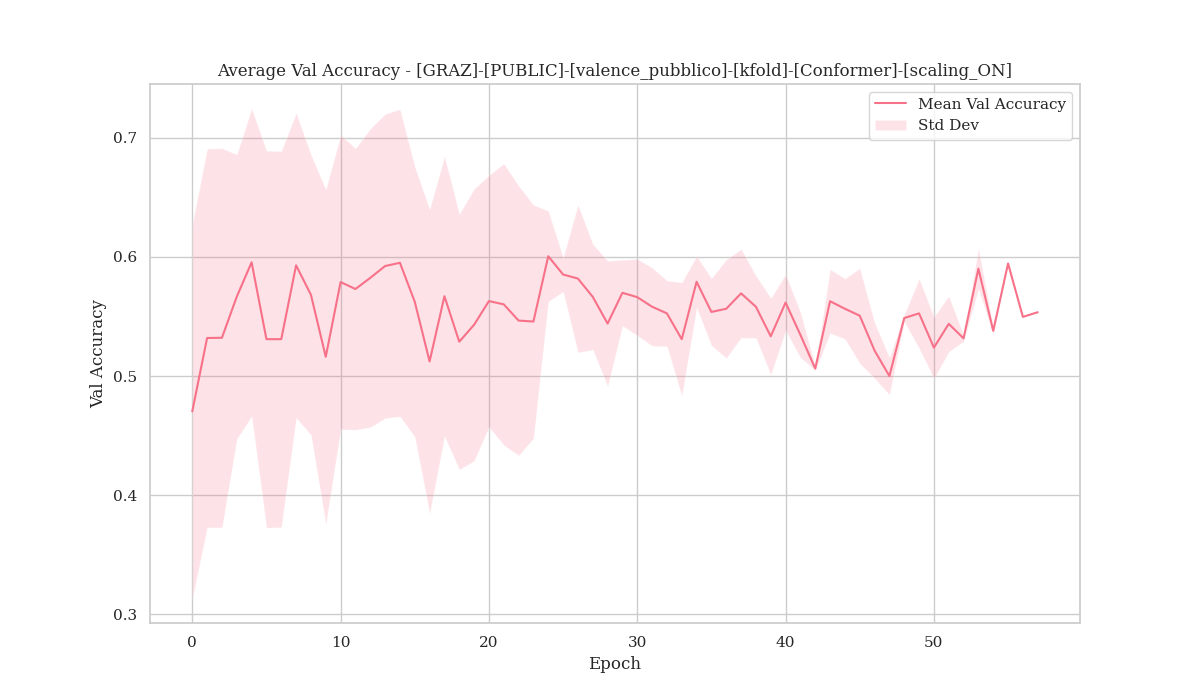 Average Val Accuracy - [GRAZ]-[PUBLIC]-[valence_pubblico]-[kfold]-[Conformer]-[scaling_ON]
Mean Val Accuracy
Std Dev
Val Accuracy
0.7
0.6
0.5
0.4
0.3
0 10 20 30 40 50
Epoch